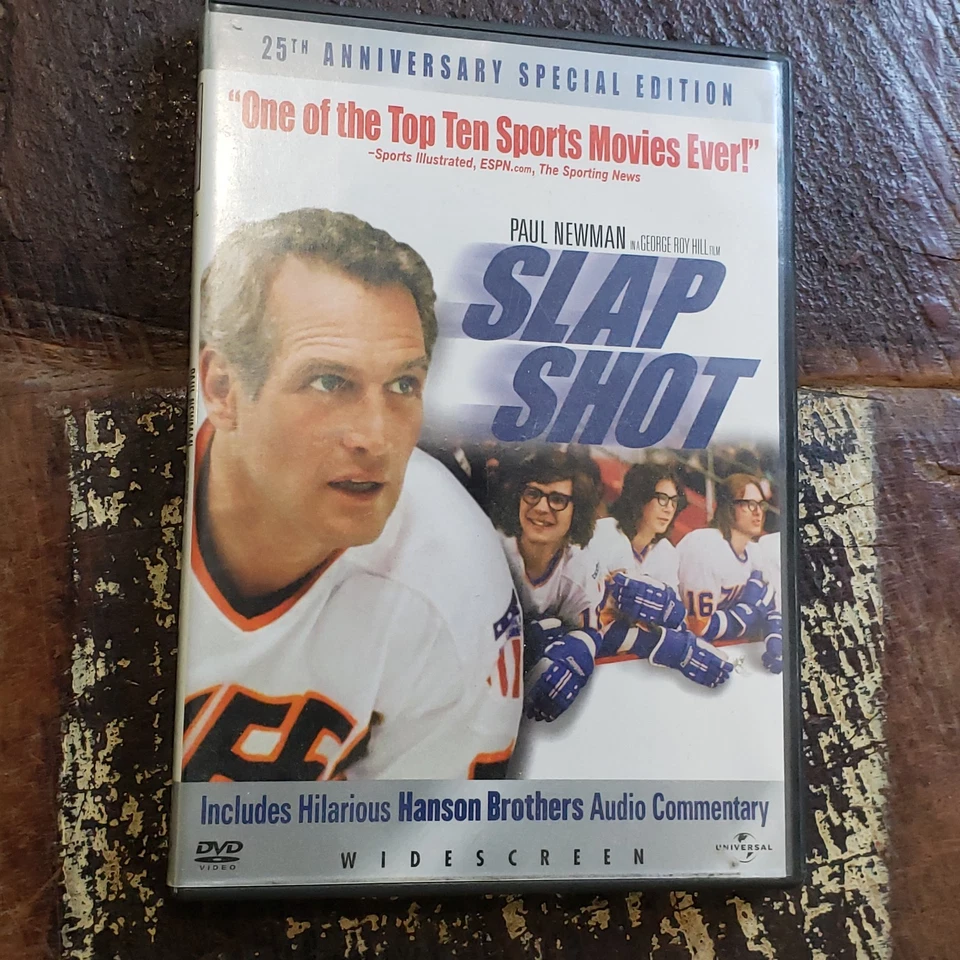 25TH ANNIVERSARY SPECIAL EDITION
"One of the Top Ten Sports Movies Ever!"
–Sports Illustrated, ESPN.com, The Sporting News
PAUL NEWMAN IN A GEORGE ROY HILL FILM
SLAP
SHOT
16
Includes Hilarious Hanson Brothers Audio Commentary
DVD
VIDEO
WIDESCREEN
UNIVERSAL